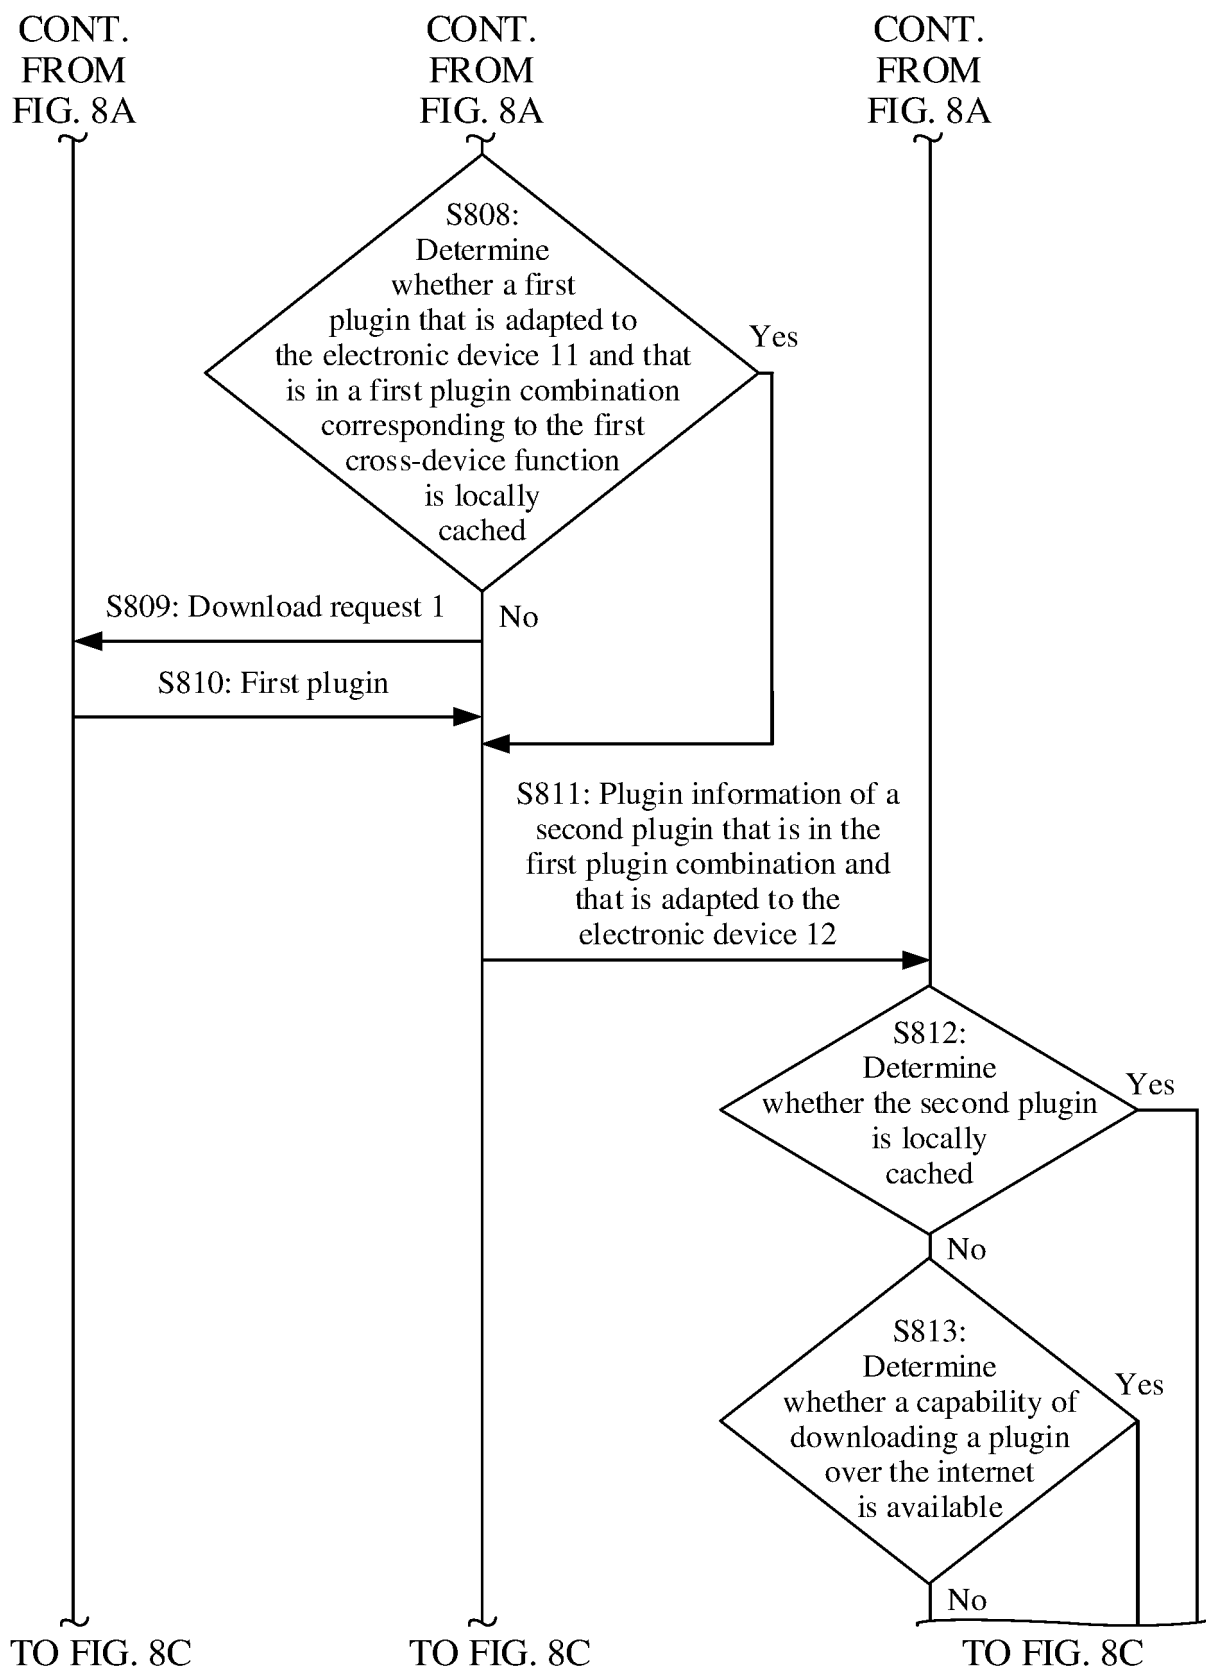 CONT.
FROM
FIG. 8A
CONT.
FROM
FIG. 8A
CONT.
FROM
FIG. 8A
S808:
Determine
whether a first
plugin that is adapted to
the electronic device 11 and that
is in a first plugin combination
corresponding to the first
cross-device function
is locally
cached
Yes
No
S809: Download request 1
S810: First plugin
S811: Plugin information of a
second plugin that is in the
first plugin combination and
that is adapted to the
electronic device 12
S812:
Determine
whether the second plugin
is locally
cached
Yes
No
S813:
Determine
whether a capability of
downloading a plugin
over the internet
is available
Yes
No
TO FIG. 8C
TO FIG. 8C
TO FIG. 8C